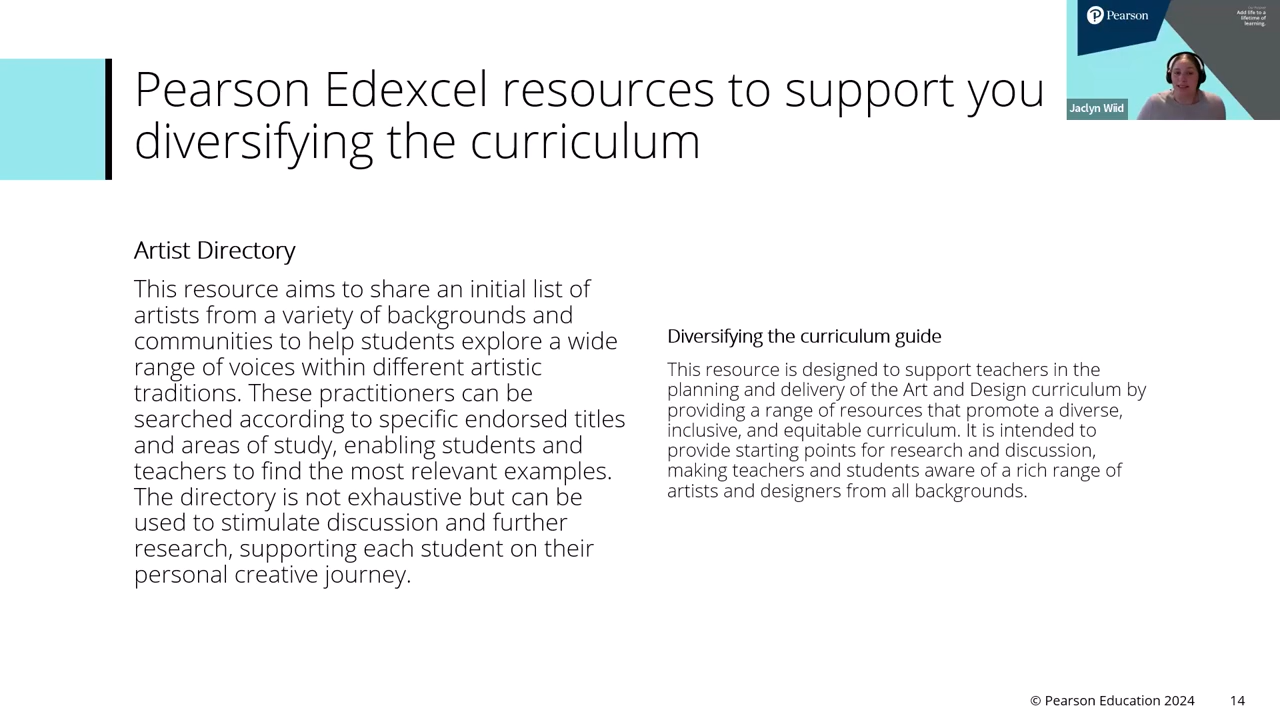 Pearson Edexcel resources to support you
diversifying the curriculum
Pearson
Add life to a
lifetime of
learning.
Jaclyn Wiid
Artist Directory
This resource aims to share an initial list of
artists from a variety of backgrounds and
communities to help students explore a wide
range of voices within different artistic
traditions. These practitioners can be
searched according to specific endorsed titles
and areas of study, enabling students and
teachers to find the most relevant examples.
The directory is not exhaustive but can be
used to stimulate discussion and further
research, supporting each student on their
personal creative journey.
Diversifying the curriculum guide
This resource is designed to support teachers in the
planning and delivery of the Art and Design curriculum by
providing a range of resources that promote a diverse,
inclusive, and equitable curriculum. It is intended to
provide starting points for research and discussion,
making teachers and students aware of a rich range of
artists and designers from all backgrounds.
© Pearson Education 2024
14